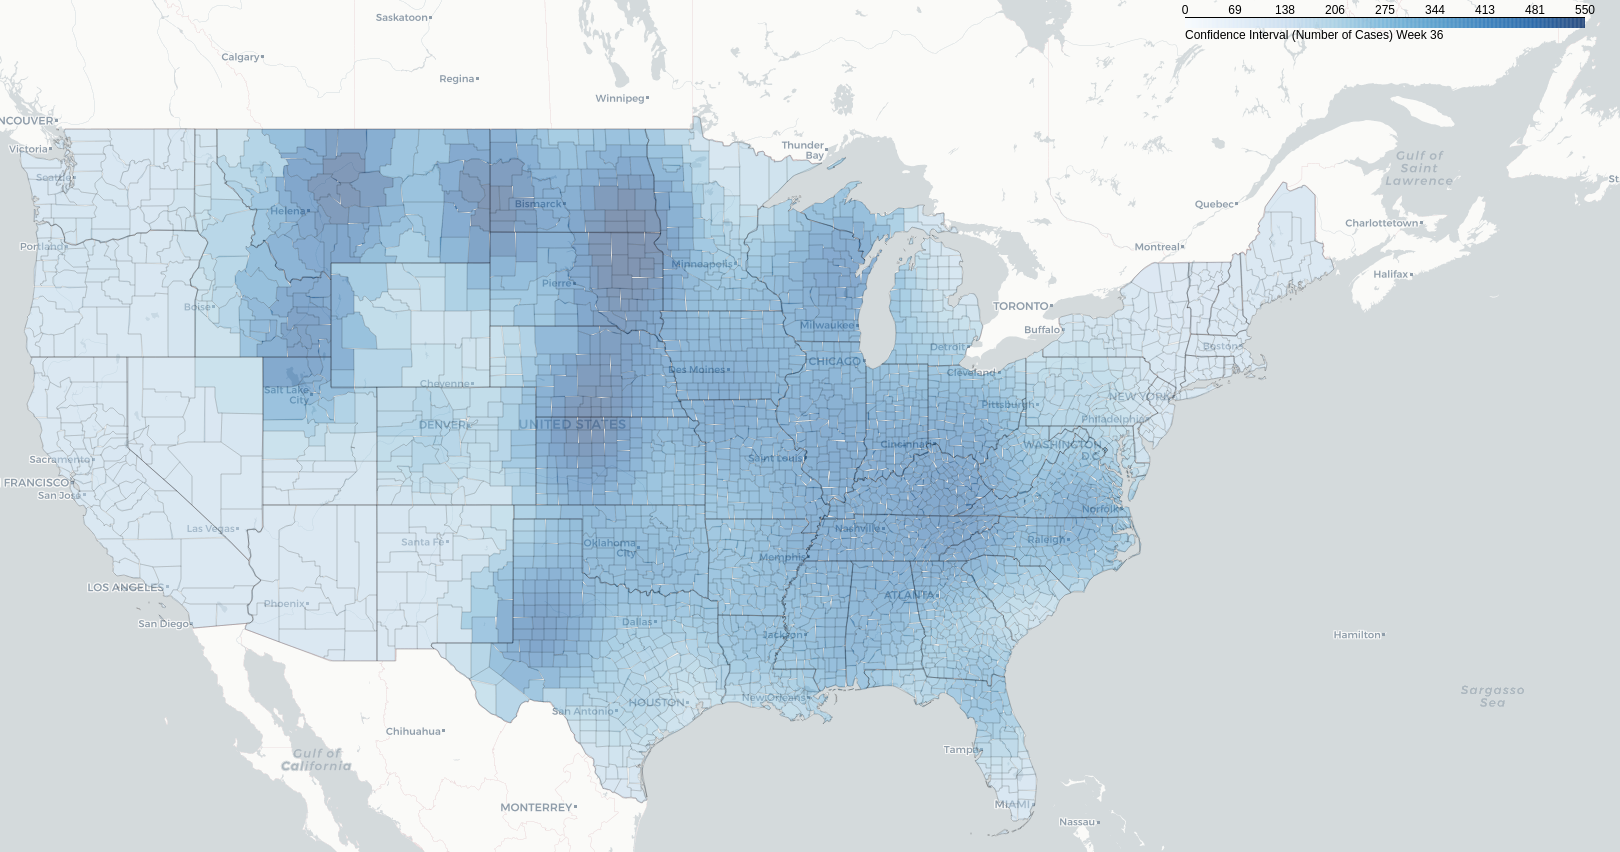 0 69 138 206 275 344 413 481 550
Confidence Interval (Number of Cases) Week 36
Saskatoon
Calgary
Regina
Winnipeg
NCOUVER
Victoria
Thunder
Bay
Gulf of
Saint
Lawrence
St
Seattle
Helena
Bismarck
Quebec
Charlottetown
Portland
Montreal
Minneapolis
Halifax
Pierre
Boise
TORONTO
Milwaukee
Buffalo
Detroit
Boston
CHICAGO
Des Moines
Cleveland
Cheyenne
Salt Lake
City
NEW YORK
Pittsburgh
Philadelphia
DENVER
UNITED STATES
Cincinnati
WASHINGTON
D.C.
Sacramento
Saint Louis
FRANCISCO
San Jose
Norfolk
Las Vegas
Nashville
Santa Fe
Raleigh
Oklahoma
City
Memphis
LOS ANGELES
ATLANTA
Phoenix
San Diego
Dallas
Jackson
Hamilton
Sargasso
Sea
New Orleans
HOUSTON
San Antonio
Chihuahua
Tampa
Gulf of
California
MIAMI
MONTERREY
Nassau